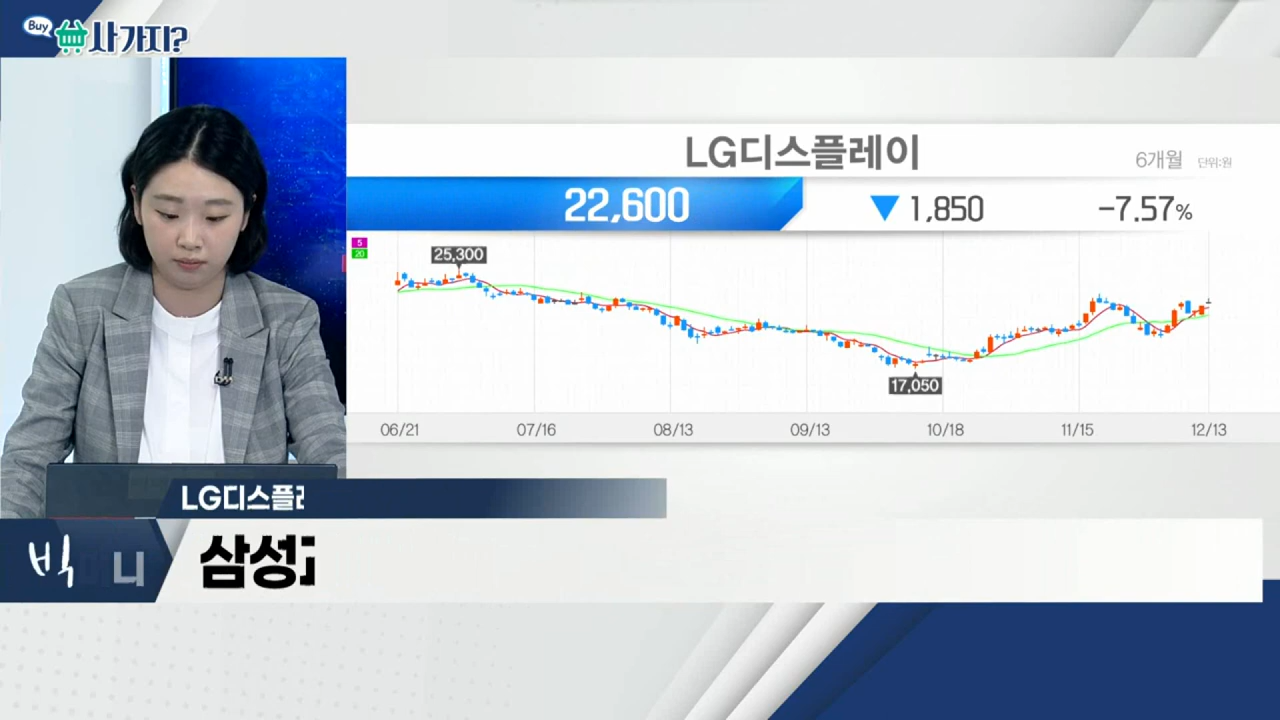 Buy 사가지?
LG디스플레이
6개월 단위:원
22,600 ▼ 1,850 -7.57%
5
20
25,300
17,050
06/21 07/16 08/13 09/13 10/18 11/15 12/13
LG디스플
빅
삼성